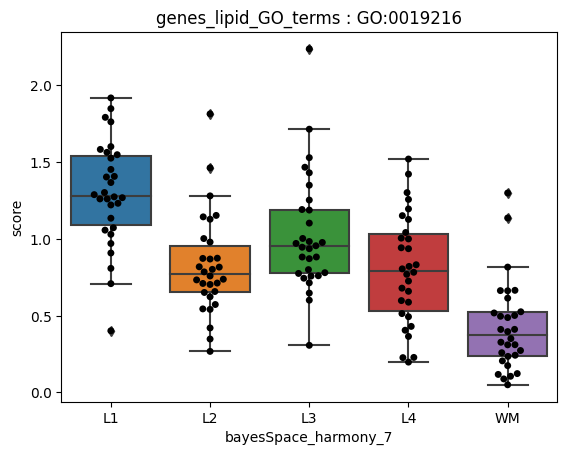 genes_lipid_GO_terms : GO:0019216
2.0
1.5
1.0
0.5
0.0
score
L1 L2 L3 L4 WM
bayesSpace_harmony_7